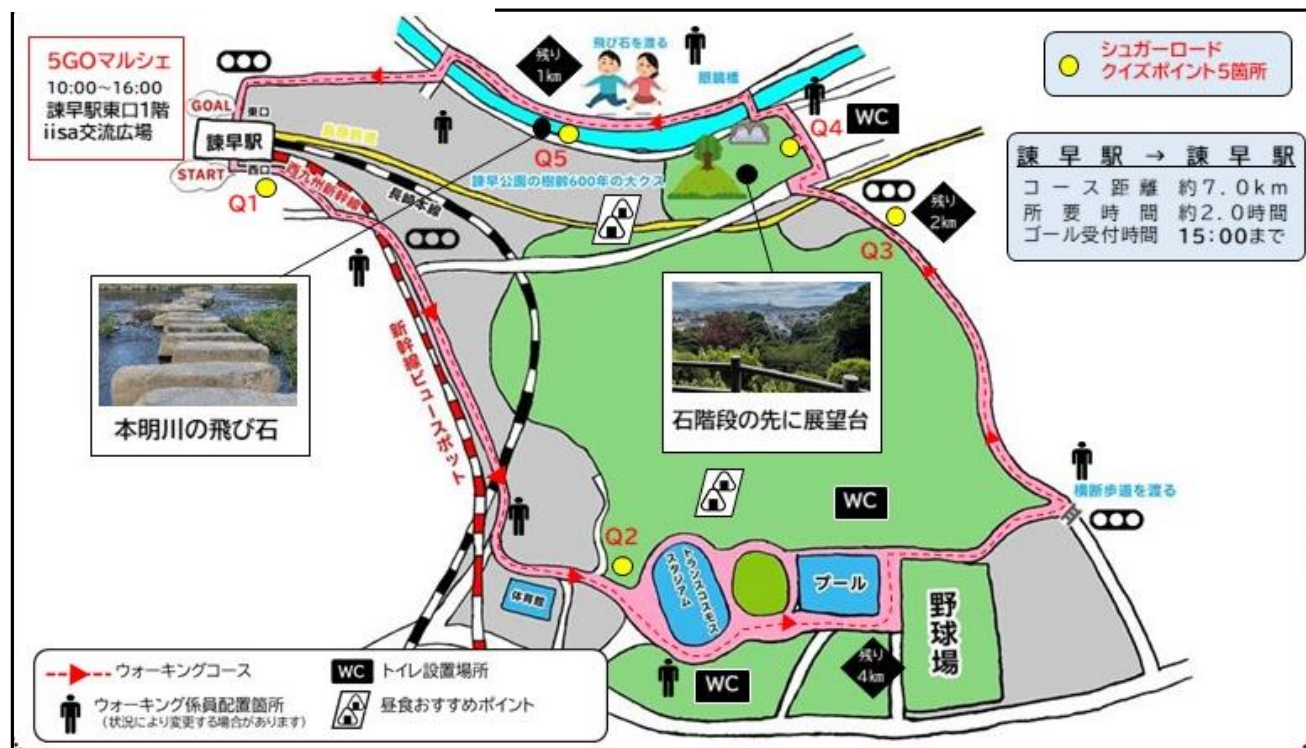 5GOマルシェ
10:00~16:00
諫早駅東口1階
iisa交流広場
GOAL
東口
諫早駅
START
西口
Q1
西九州新幹線
島原鉄道
長崎本線
残り
1km
飛び石を渡る
眼鏡橋
Q5
Q4
WC
諫早公園の樹齢600年の大クス
シュガーロード
クイズポイント5箇所
諫早駅 → 諫早駅
コース距離 約7.0km
所要時間 約2.0時間
ゴール受付時間 15:00まで
残り
2km
Q3
本明川の飛び石
新幹線ビュースポット
石階段の先に展望台
WC
横断歩道を渡る
Q2
トランスコスモス
スタジアム
プール
体育館
野球場
残り
4km
WC
ウォーキングコース
WC トイレ設置場所
ウォーキング係員配置箇所
(状況により変更する場合があります)
昼食おすすめポイント